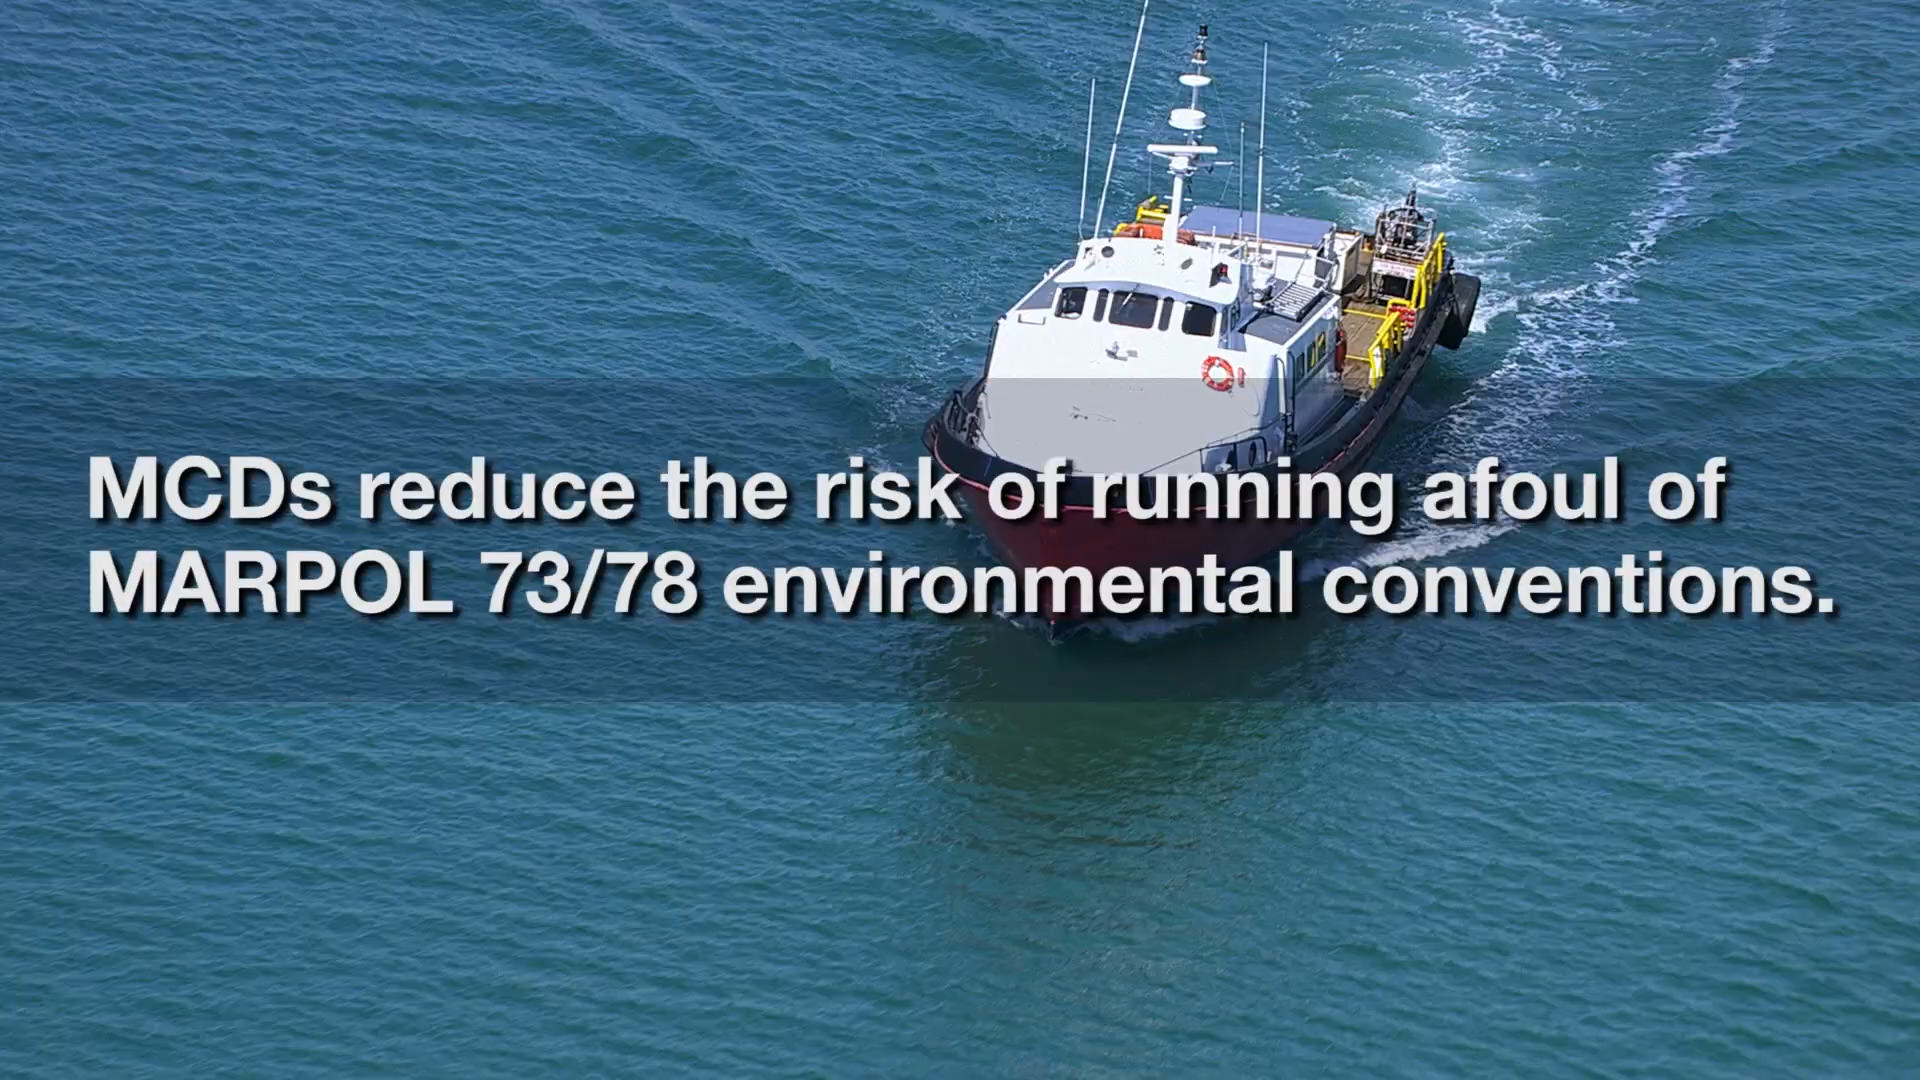 MCDs reduce the risk of running afoul of
MARPOL 73/78 environmental conventions.